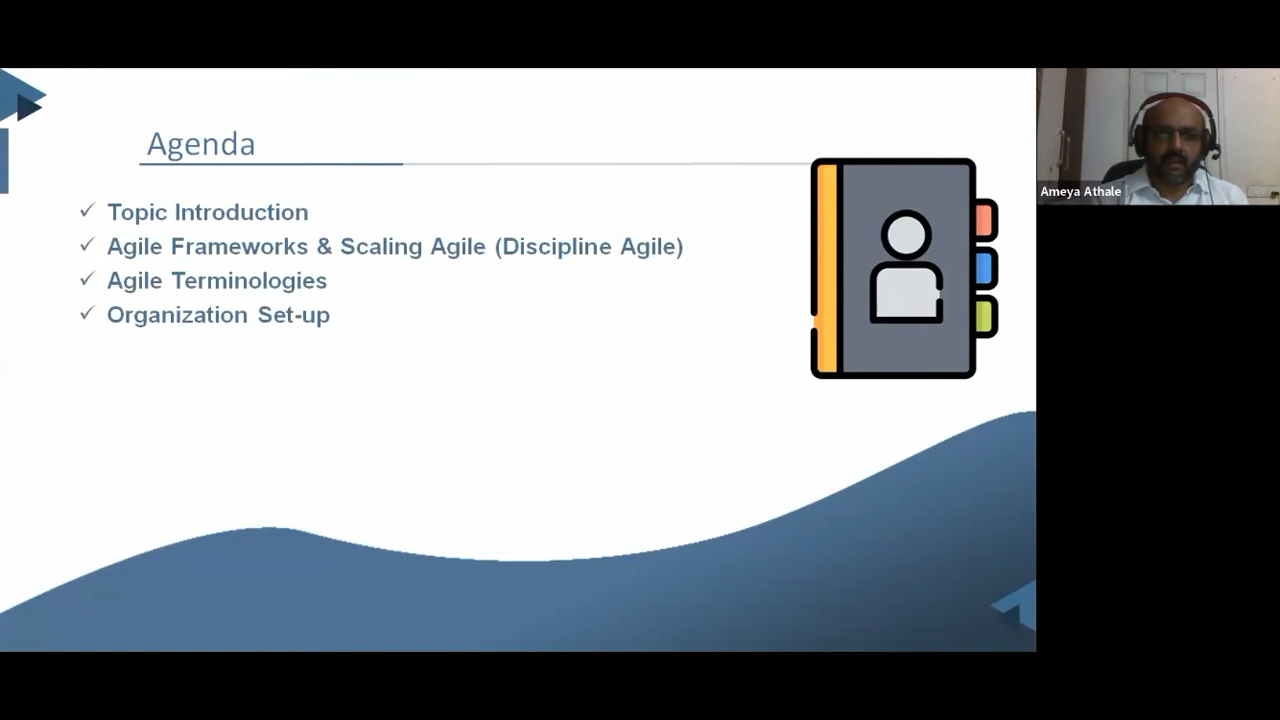 Agenda
Topic Introduction
Agile Frameworks & Scaling Agile (Discipline Agile)
Agile Terminologies
Organization Set-up
Ameya Athale